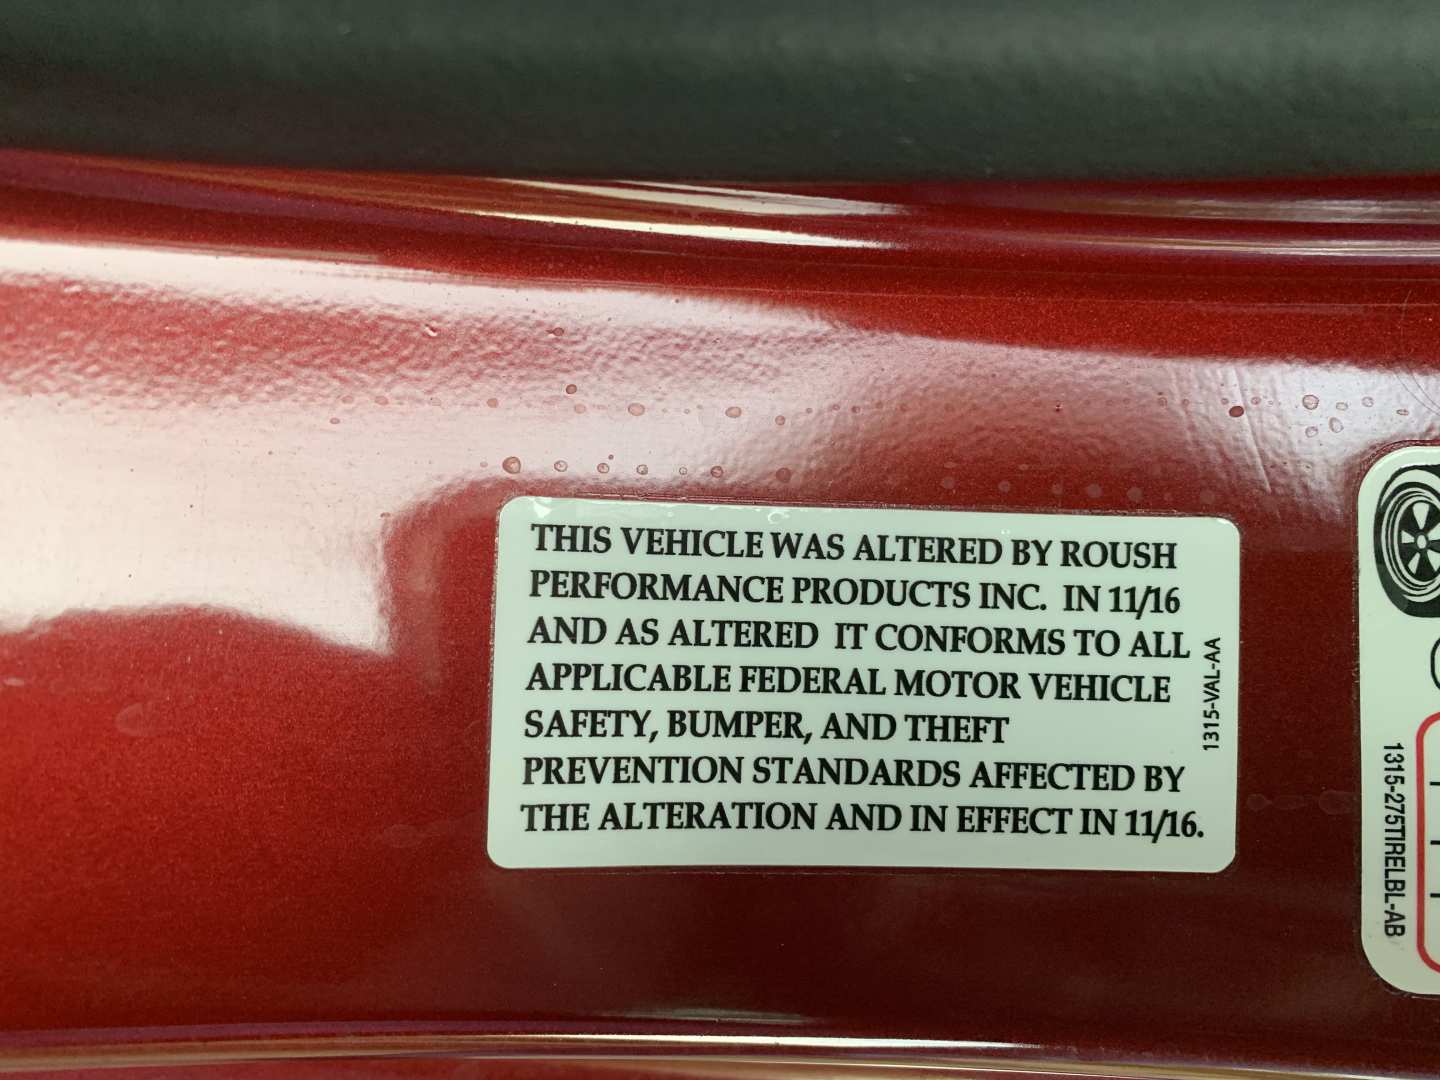 THIS VEHICLE WAS ALTERED BY ROUSH
PERFORMANCE PRODUCTS INC. IN 11/16
AND AS ALTERED IT CONFORMS TO ALL
APPLICABLE FEDERAL MOTOR VEHICLE
SAFETY, BUMPER, AND THEFT
PREVENTION STANDARDS AFFECTED BY
THE ALTERATION AND IN EFFECT IN 11/16.
1315-VAL-AA
1315-275TIRELBL-AB